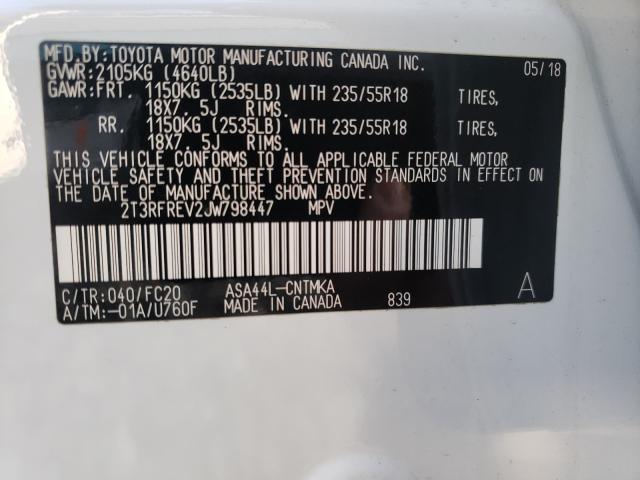 MFD.BY:TOYOTA MOTOR MANUFACTURING CANADA INC. 05/18
GVWR:2105KG (4640LB)
GAWR:FRT. 1150KG (2535LB) WITH 235/55R18 TIRES,
18X7. 5J RIMS.
RR. 1150KG (2535LB) WITH 235/55R18 TIRES,
18X7. 5J RIMS.
THIS VEHICLE CONFORMS TO ALL APPLICABLE FEDERAL MOTOR
VEHICLE SAFETY AND THEFT PREVENTION STANDARDS IN EFFECT ON
THE DATE OF MANUFACTURE SHOWN ABOVE.
2T3RFREV2JW798447 MPV
C/TR:040/FC20 ASA44L-CNTMKA
A/TM:-01A/U760F MADE IN CANADA 839 A